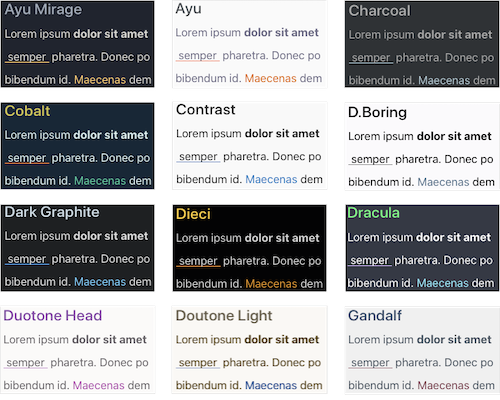 Ayu Mirage
Lorem ipsum dolor sit amet
semper pharetra. Donec po
bibendum id. Maecenas dem
Ayu
Lorem ipsum dolor sit amet
semper pharetra. Donec po
bibendum id. Maecenas dem
Charcoal
Lorem ipsum dolor sit amet
semper pharetra. Donec po
bibendum id. Maecenas dem
Cobalt
Lorem ipsum dolor sit amet
semper pharetra. Donec po
bibendum id. Maecenas dem
Contrast
Lorem ipsum dolor sit amet
semper pharetra. Donec po
bibendum id. Maecenas dem
D.Boring
Lorem ipsum dolor sit amet
semper pharetra. Donec po
bibendum id. Maecenas dem
Dark Graphite
Lorem ipsum dolor sit amet
semper pharetra. Donec po
bibendum id. Maecenas dem
Dieci
Lorem ipsum dolor sit amet
semper pharetra. Donec po
bibendum id. Maecenas dem
Dracula
Lorem ipsum dolor sit amet
semper pharetra. Donec po
bibendum id. Maecenas dem
Duotone Head
Lorem ipsum dolor sit amet
semper pharetra. Donec po
bibendum id. Maecenas dem
Doutone Light
Lorem ipsum dolor sit amet
semper pharetra. Donec po
bibendum id. Maecenas dem
Gandalf
Lorem ipsum dolor sit amet
semper pharetra. Donec po
bibendum id. Maecenas dem